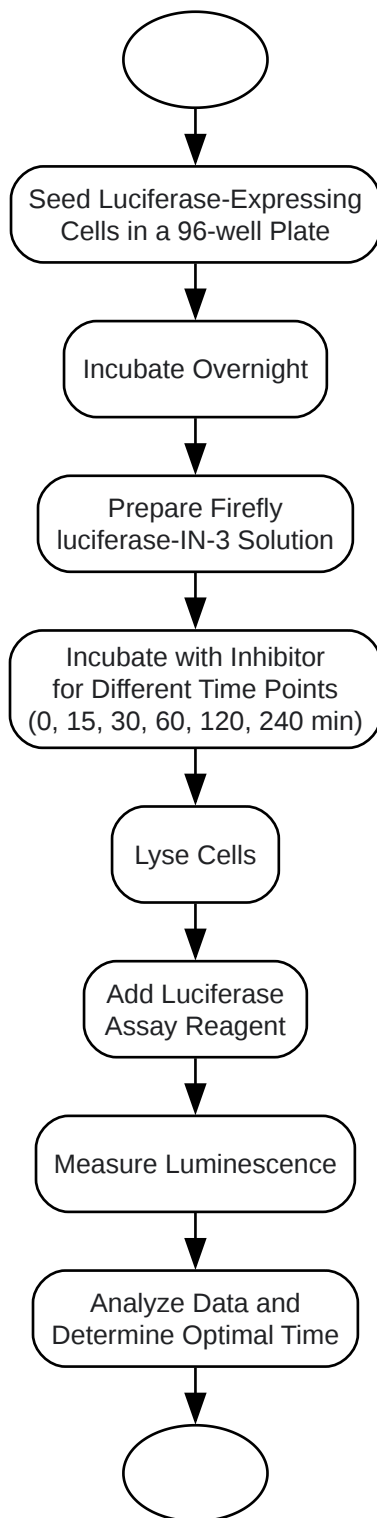 Seed Luciferase-Expressing
Cells in a 96-well Plate
Incubate Overnight
Prepare Firefly
luciferase-IN-3 Solution
Incubate with Inhibitor
for Different Time Points
(0, 15, 30, 60, 120, 240 min)
Lyse Cells
Add Luciferase
Assay Reagent
Measure Luminescence
Analyze Data and
Determine Optimal Time